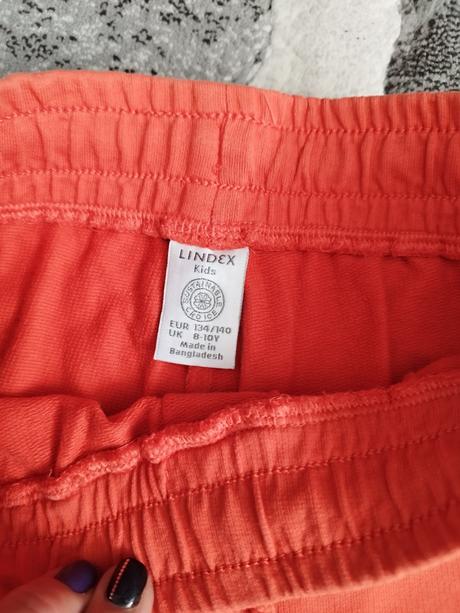 LINDEX
Kids
SUSTAINABLE
CHOICE
EUR 134/140
UK 8-10Y
Made in
Bangladesh